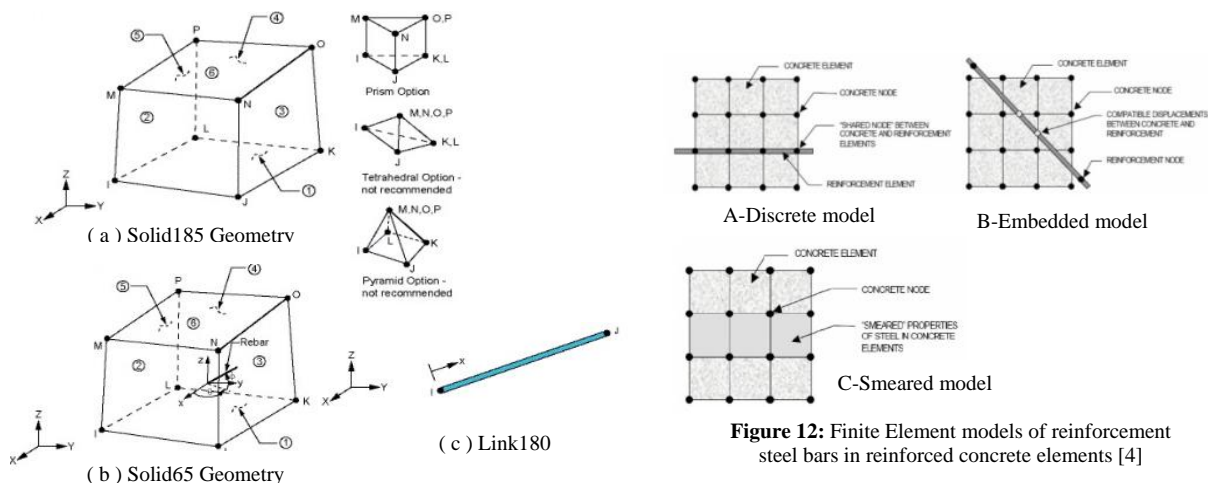 P
④
O
⑤
⑥
M
N
②
③
L
K
①
I
J
Z
X
Y
( a ) Solid185 Geometry
M
O,P
N
I
K,L
J
Prism Option
M,N,O,P
I
K,L
J
Tetrahedral Option -
not recommended
M,N,O,P
I
L
K
J
Pyramid Option -
not recommended
P
④
O
⑤
⑥
M
N
Rebar
②
z
③
y
L
x
K
①
I
Z
X
Y
( b ) Solid65 Geometry
Z
X
Y
J
x
I
( c ) Link180
CONCRETE ELEMENT
CONCRETE NODE
"SHARED NODE" BETWEEN
CONCRETE AND REINFORCEMENT
ELEMENTS
REINFORCEMENT ELEMENT
A-Discrete model
CONCRETE ELEMENT
CONCRETE NODE
COMPATIBLE DISPLACEMENTS
BETWEEN CONCRETE AND
REINFORCEMENT
REINFORCEMENT NODE
B-Embedded model
CONCRETE ELEMENT
CONCRETE NODE
"SMEARED" PROPERTIES
OF STEEL IN CONCRETE
ELEMENTS
C-Smeared model
Figure 12: Finite Element models of reinforcement
steel bars in reinforced concrete elements [4]